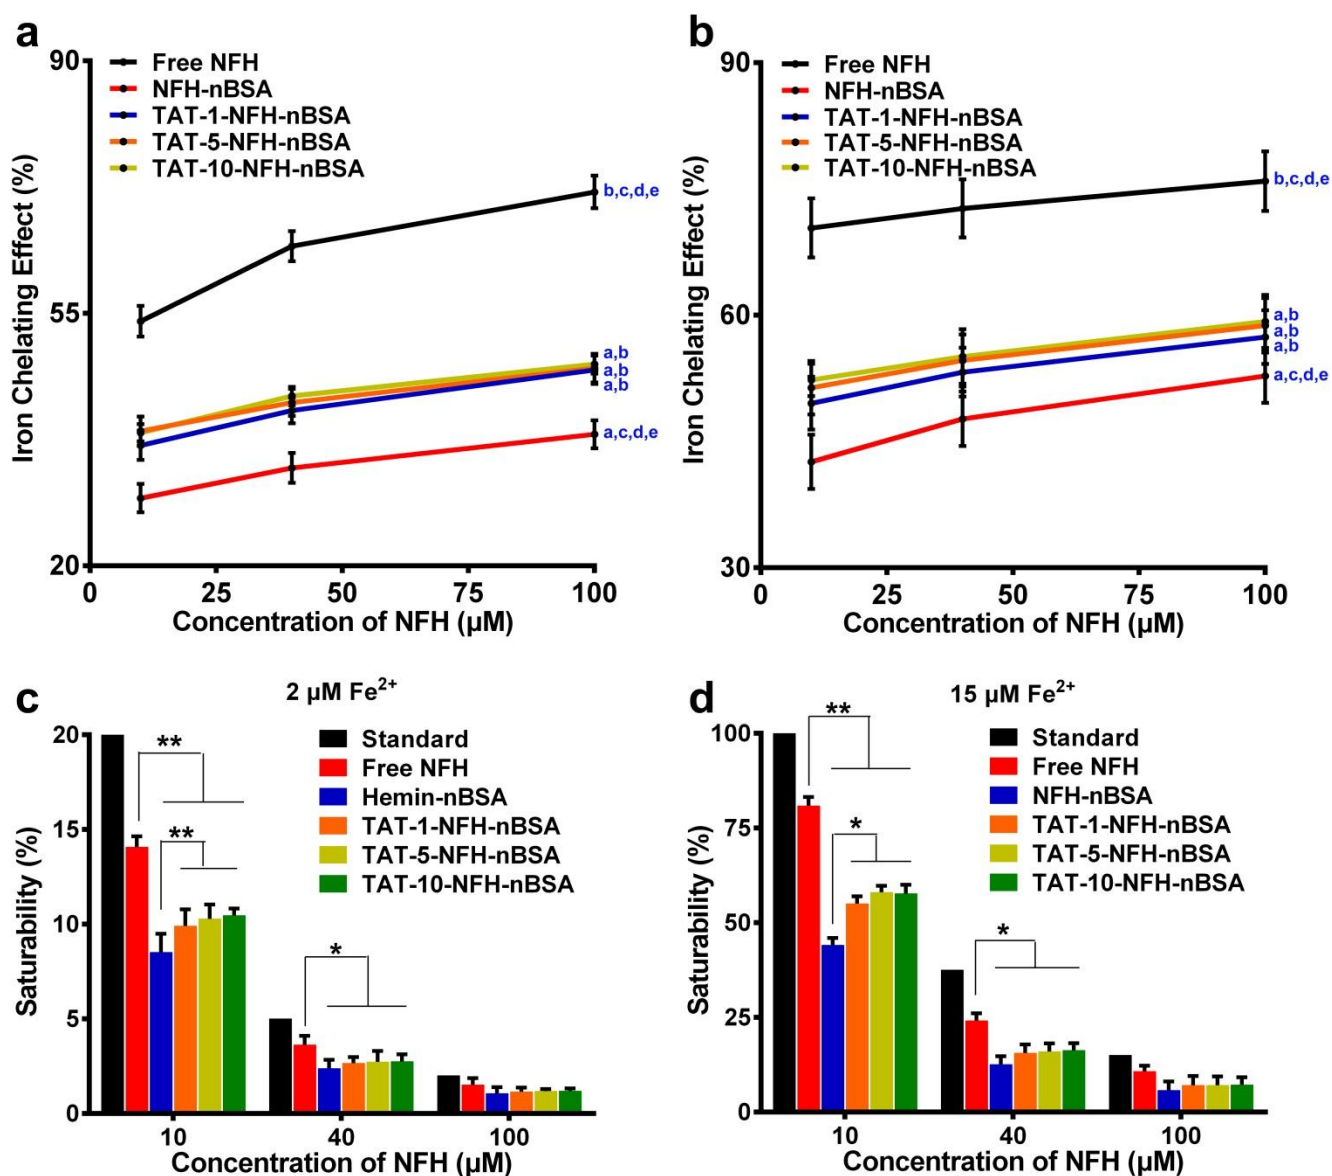 a
90
55
20
Iron Chelating Effect (%)
Free NFH
NFH-nBSA
TAT-1-NFH-nBSA
TAT-5-NFH-nBSA
TAT-10-NFH-nBSA
b,c,d,e
a,b
a,b
a,b
a,c,d,e
0 25 50 75 100
Concentration of NFH (µM)
b
90
60
30
Iron Chelating Effect (%)
Free NFH
NFH-nBSA
TAT-1-NFH-nBSA
TAT-5-NFH-nBSA
TAT-10-NFH-nBSA
b,c,d,e
a,b
a,b
a,b
a,c,d,e
0 25 50 75 100
Concentration of NFH (µM)
c
2 µM Fe²⁺
20
15
10
5
0
Saturability (%)
Standard
Free NFH
Hemin-nBSA
TAT-1-NFH-nBSA
TAT-5-NFH-nBSA
TAT-10-NFH-nBSA
**
**
*
10 40 100
Concentration of NFH (µM)
d
15 µM Fe²⁺
100
75
50
25
0
Saturability (%)
Standard
Free NFH
NFH-nBSA
TAT-1-NFH-nBSA
TAT-5-NFH-nBSA
TAT-10-NFH-nBSA
**
*
*
10 40 100
Concentration of NFH (µM)